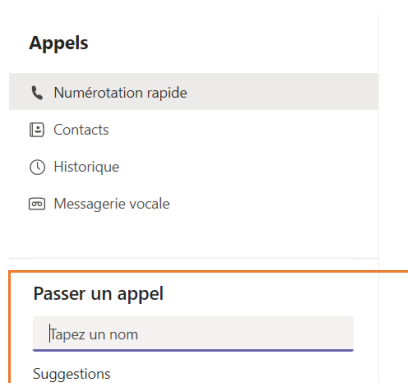 Appels
Numérotation rapide
Contacts
Historique
Messagerie vocale
Passer un appel
Tapez un nom
Suggestions